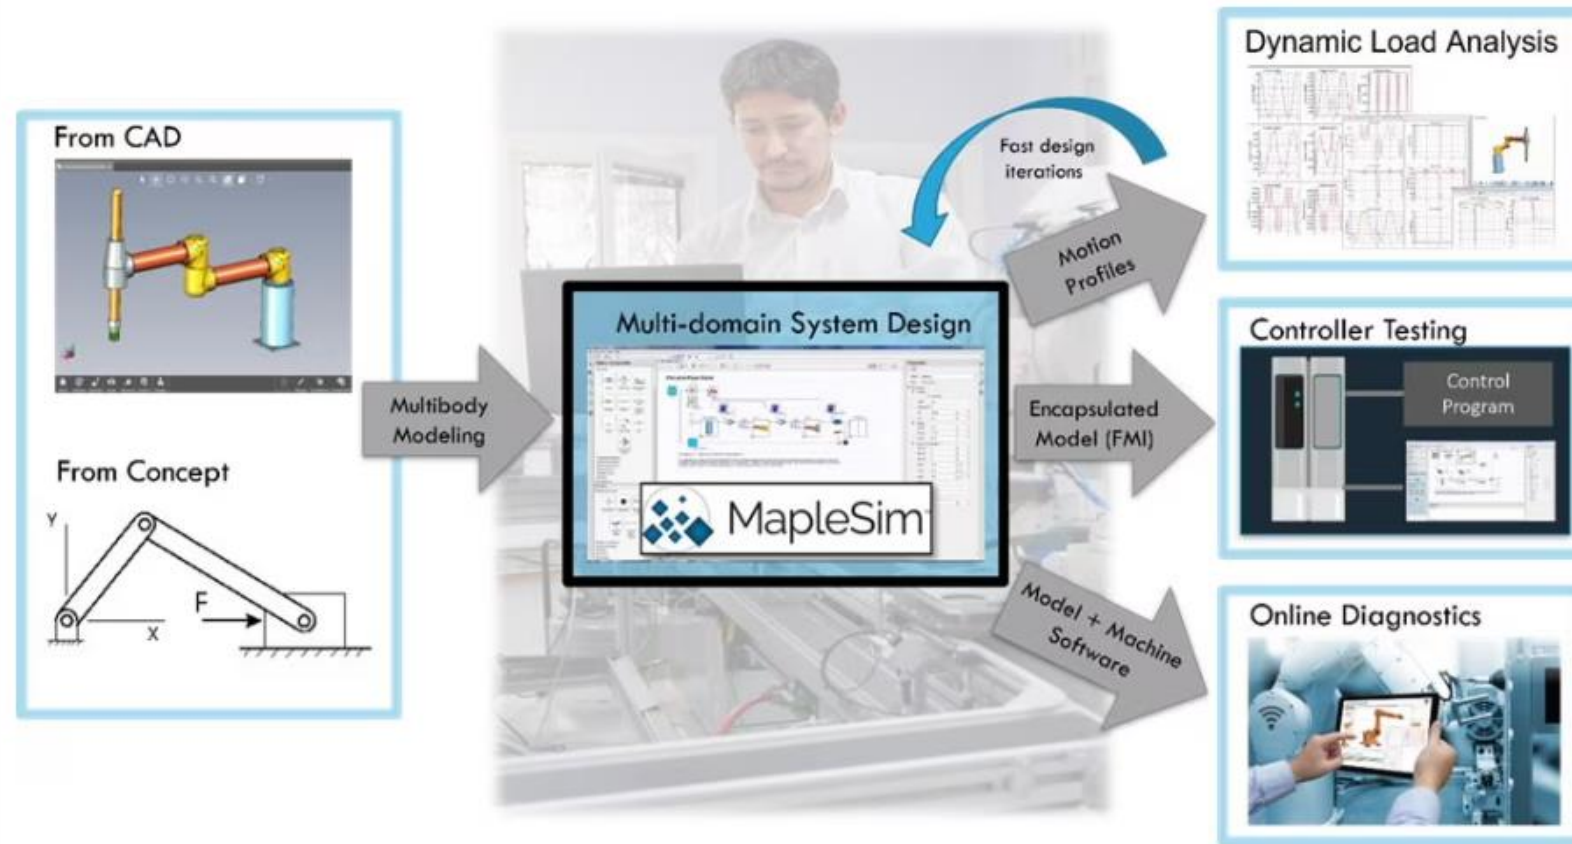 From CAD
From Concept
Y
X
F
Multibody
Modeling
Multi-domain System Design
MapleSim
Fast design
iterations
Motion
Profiles
Encapsulated
Model (FMI)
Model + Machine
Software
Dynamic Load Analysis
Controller Testing
Control
Program
Online Diagnostics